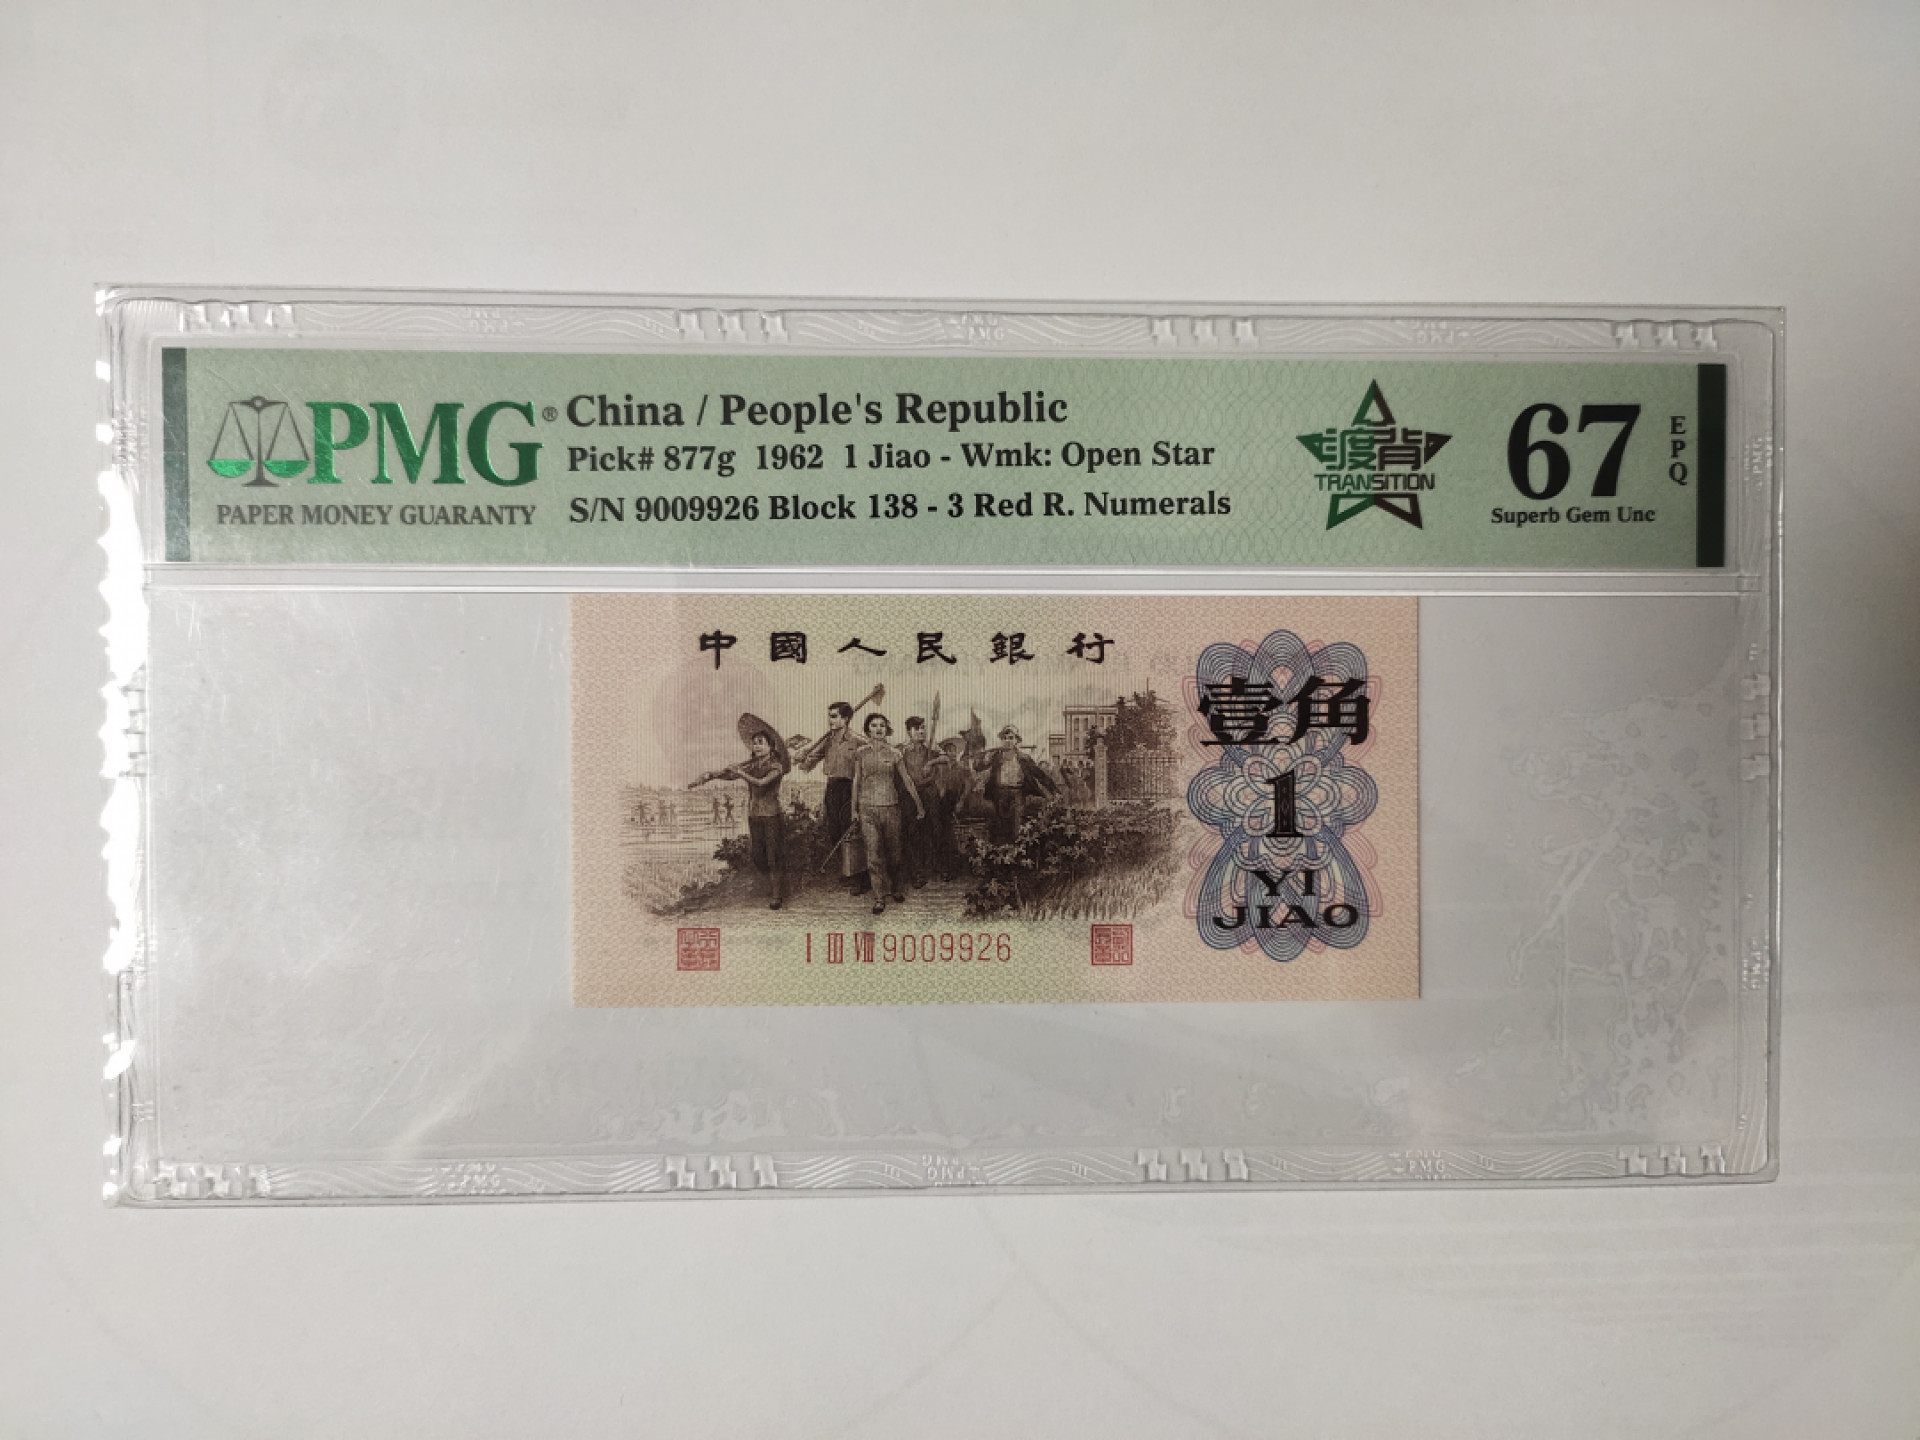 PMG®
PAPER MONEY GUARANTY
China / People's Republic
Pick# 877g 1962 1 Jiao - Wmk: Open Star
S/N 9009926 Block 138 - 3 Red R. Numerals
渡背
TRANSITION
67
EPQ
Superb Gem Unc
中國人民銀行
壹角
1
YI
JIAO
I III VIII 9009926